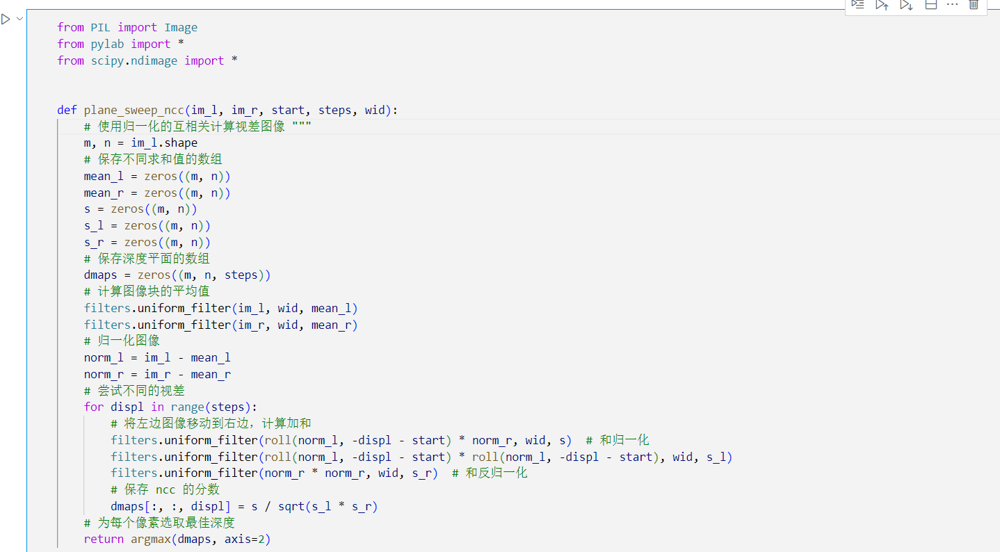 from PIL import Image
from pylab import *
from scipy.ndimage import *
def plane_sweep_ncc(im_l, im_r, start, steps, wid):
    # 使用归一化的互相关计算视差图像 """
    m, n = im_l.shape
    # 保存不同求和值的数组
    mean_l = zeros((m, n))
    mean_r = zeros((m, n))
    s = zeros((m, n))
    s_l = zeros((m, n))
    s_r = zeros((m, n))
    # 保存深度平面的数组
    dmaps = zeros((m, n, steps))
    # 计算图像块的平均值
    filters.uniform_filter(im_l, wid, mean_l)
    filters.uniform_filter(im_r, wid, mean_r)
    # 归一化图像
    norm_l = im_l - mean_l
    norm_r = im_r - mean_r
    # 尝试不同的视差
    for displ in range(steps):
        # 将左边图像移动到右边，计算加和
        filters.uniform_filter(roll(norm_l, -displ - start) * norm_r, wid, s)  # 和归一化
        filters.uniform_filter(roll(norm_l, -displ - start) * roll(norm_l, -displ - start), wid, s_l)
        filters.uniform_filter(norm_r * norm_r, wid, s_r)  # 和反归一化
        # 保存 ncc 的分数
        dmaps[:, :, displ] = s / sqrt(s_l * s_r)
    # 为每个像素选取最佳深度
    return argmax(dmaps, axis=2)